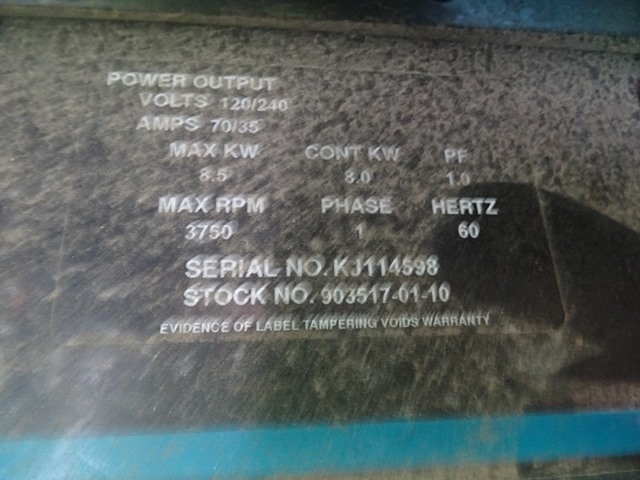 POWER OUTPUT
VOLTS 120/240
AMPS 70/35
MAX KW CONT KW PF
8.5 8.0 1.0
MAX RPM PHASE HERTZ
3750 1 60
SERIAL NO. KJ114598
STOCK NO. 903517-01-10
EVIDENCE OF LABEL TAMPERING VOIDS WARRANTY